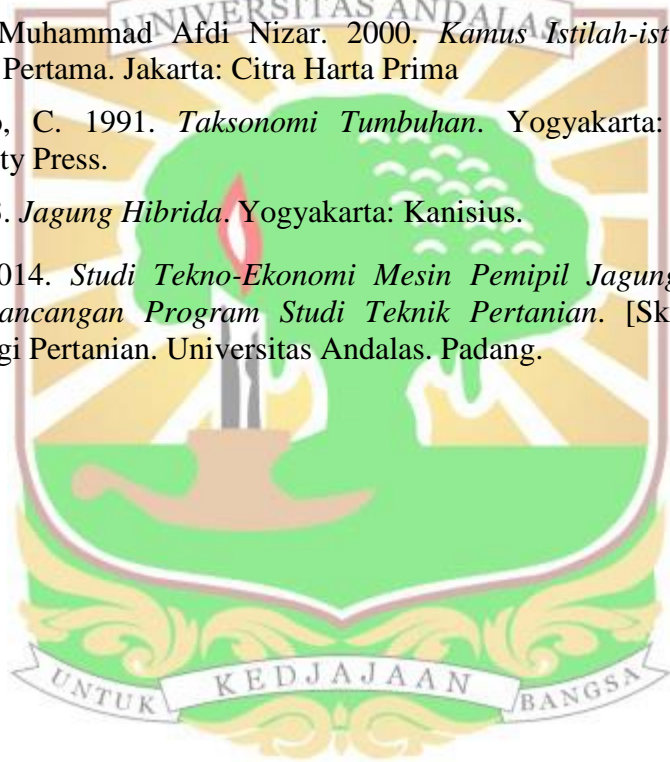 UNIVERSITAS ANDALAS
Muhammad Afdi Nizar. 2000. Kamus Istilah-ist
Pertama. Jakarta: Citra Harta Prima
, C. 1991. Taksonomi Tumbuhan. Yogyakarta:
ty Press.
. Jagung Hibrida. Yogyakarta: Kanisius.
014. Studi Tekno-Ekonomi Mesin Pemipil Jagung
ancangan Program Studi Teknik Pertanian. [Sk
gi Pertanian. Universitas Andalas. Padang.
UNTUK KEDJAJAAN BANGSA